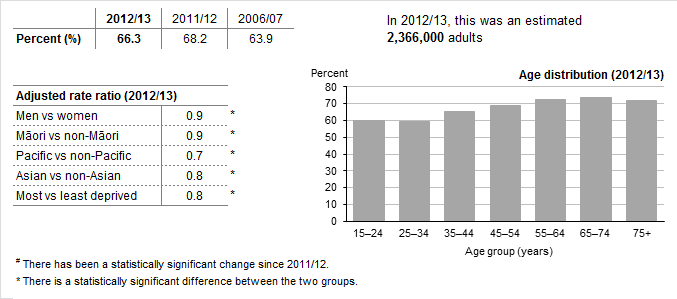 2012/13 2011/12 2006/07
Percent (%) 66.3 68.2 63.9
In 2012/13, this was an estimated
2,366,000 adults
Adjusted rate ratio (2012/13)
Men vs women 0.9 *
Māori vs non-Māori 0.9 *
Pacific vs non-Pacific 0.7 *
Asian vs non-Asian 0.8 *
Most vs least deprived 0.8 *
Percent Age distribution (2012/13)
80
70
60
50
40
30
20
10
0
15–24 25–34 35–44 45–54 55–64 65–74 75+
Age group (years)
# There has been a statistically significant change since 2011/12.
* There is a statistically significant difference between the two groups.